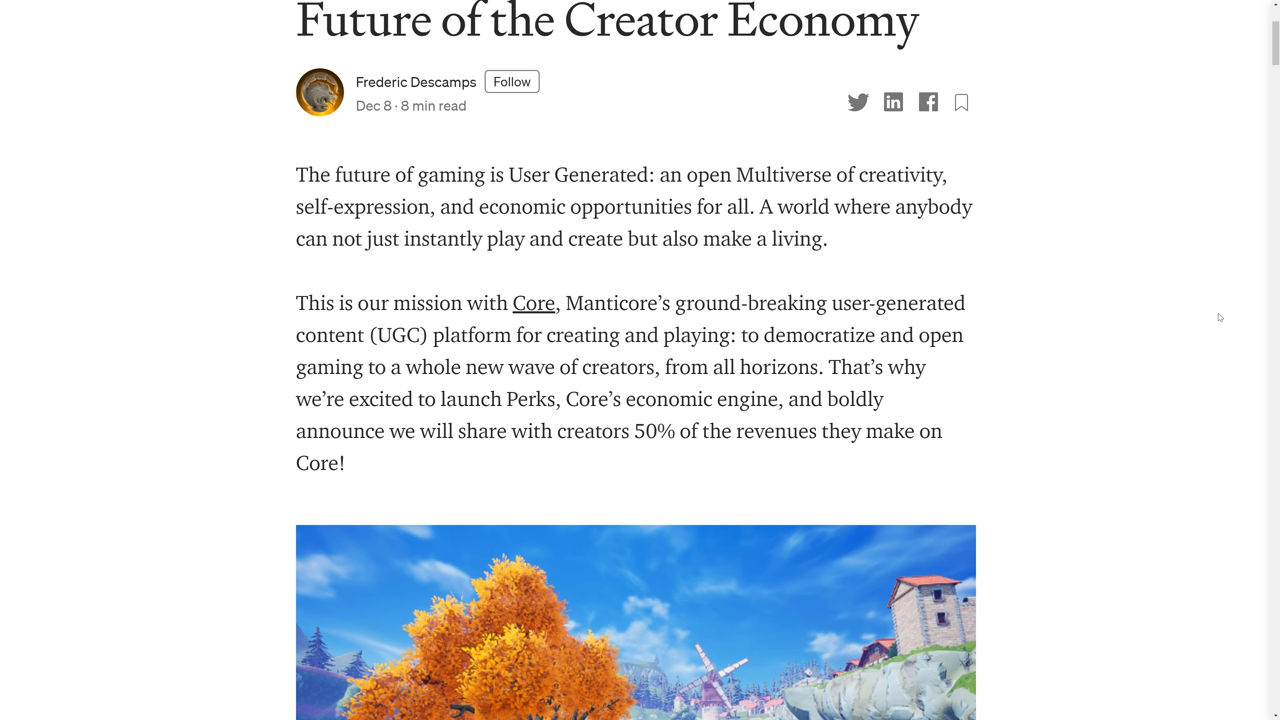 Future of the Creator Economy
Frederic Descamps Follow
Dec 8 · 8 min read
The future of gaming is User Generated: an open Multiverse of creativity,
self-expression, and economic opportunities for all. A world where anybody
can not just instantly play and create but also make a living.
This is our mission with Core, Manticore’s ground-breaking user-generated
content (UGC) platform for creating and playing: to democratize and open
gaming to a whole new wave of creators, from all horizons. That’s why
we’re excited to launch Perks, Core’s economic engine, and boldly
announce we will share with creators 50% of the revenues they make on
Core!